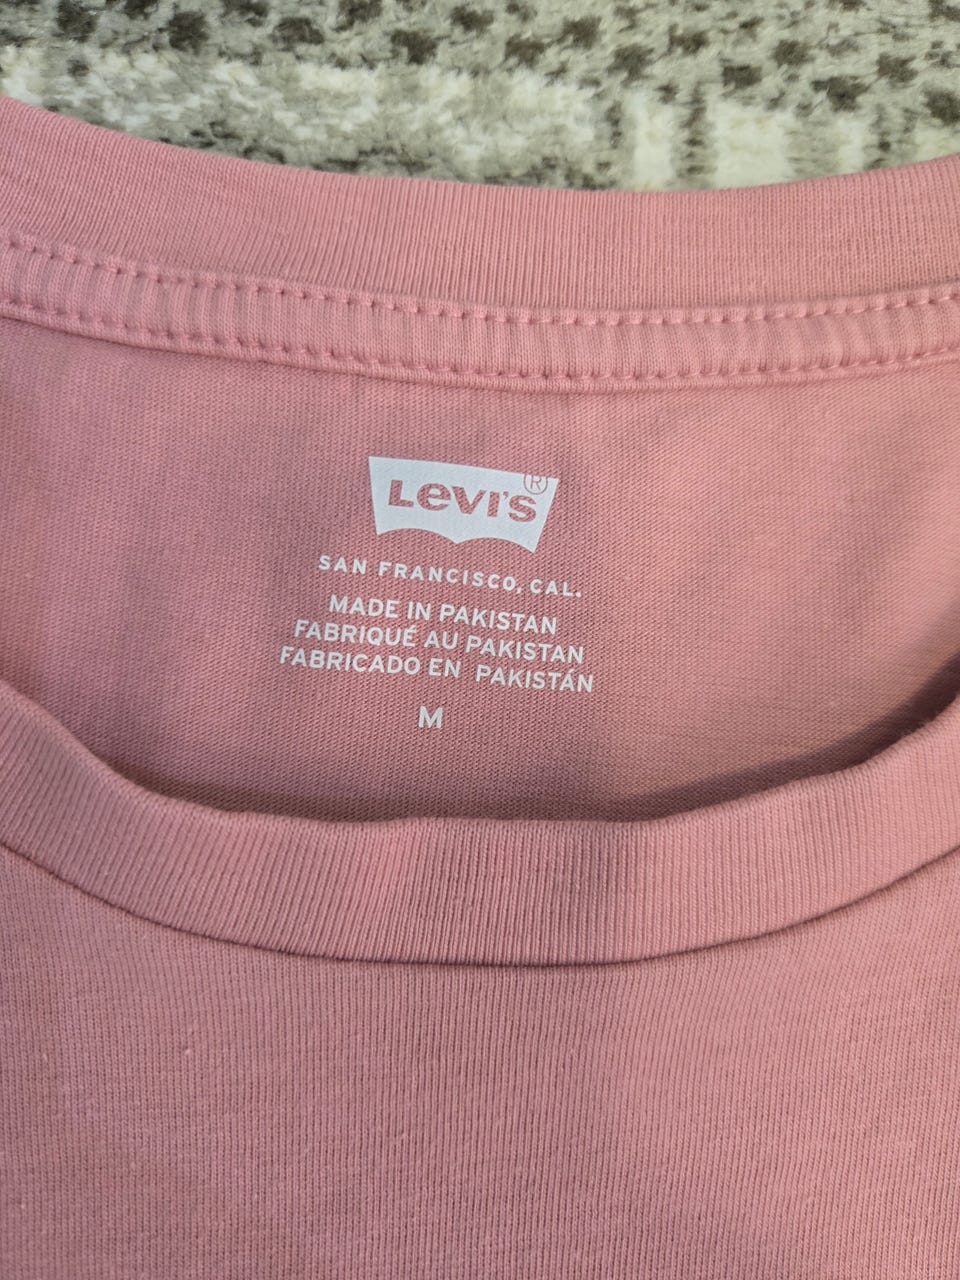 LEVI'S®
SAN FRANCISCO, CAL.
MADE IN PAKISTAN
FABRIQUÉ AU PAKISTAN
FABRICADO EN PAKISTÁN
M